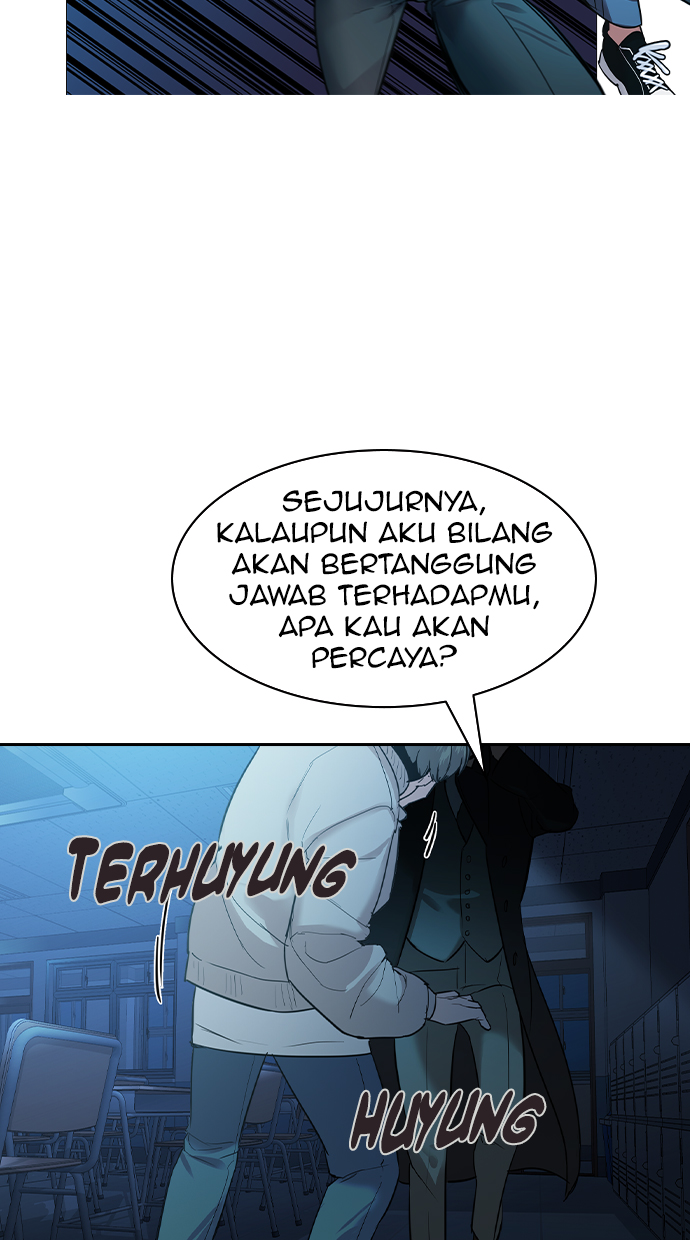 SEJUJURNYA,
KALAUPUN AKU BILANG
AKAN BERTANGGUNG
JAWAB TERHADAPMU,
APA KAU AKAN
PERCAYA?
TERHUYUNG
HUYUNG